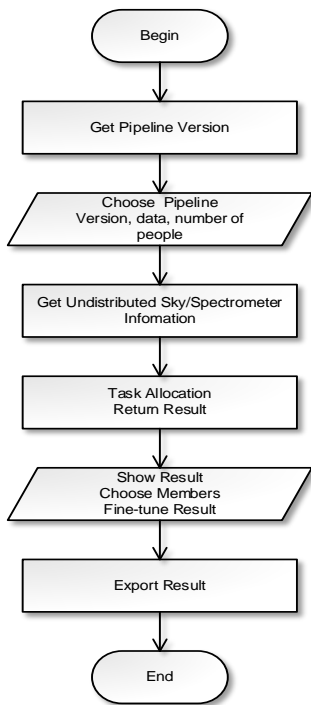 Begin
Get Pipeline Version
Choose Pipeline
Version, data, number of
people
Get Undistributed Sky/Spectrometer
Infomation
Task Allocation
Return Result
Show Result
Choose Members
Fine-tune Result
Export Result
End